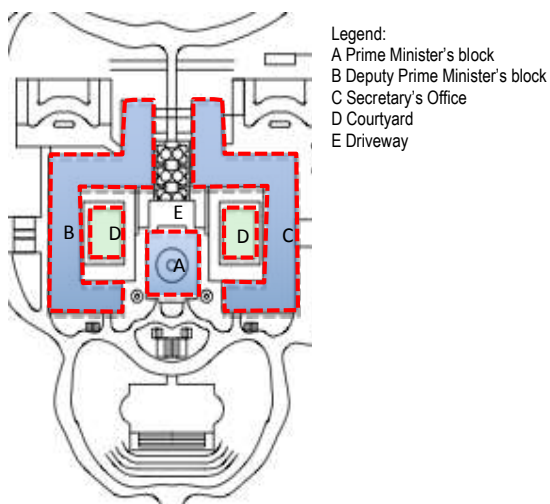 Legend:
A Prime Minister's block
B Deputy Prime Minister's block
C Secretary's Office
D Courtyard
E Driveway
E
B D D C
A